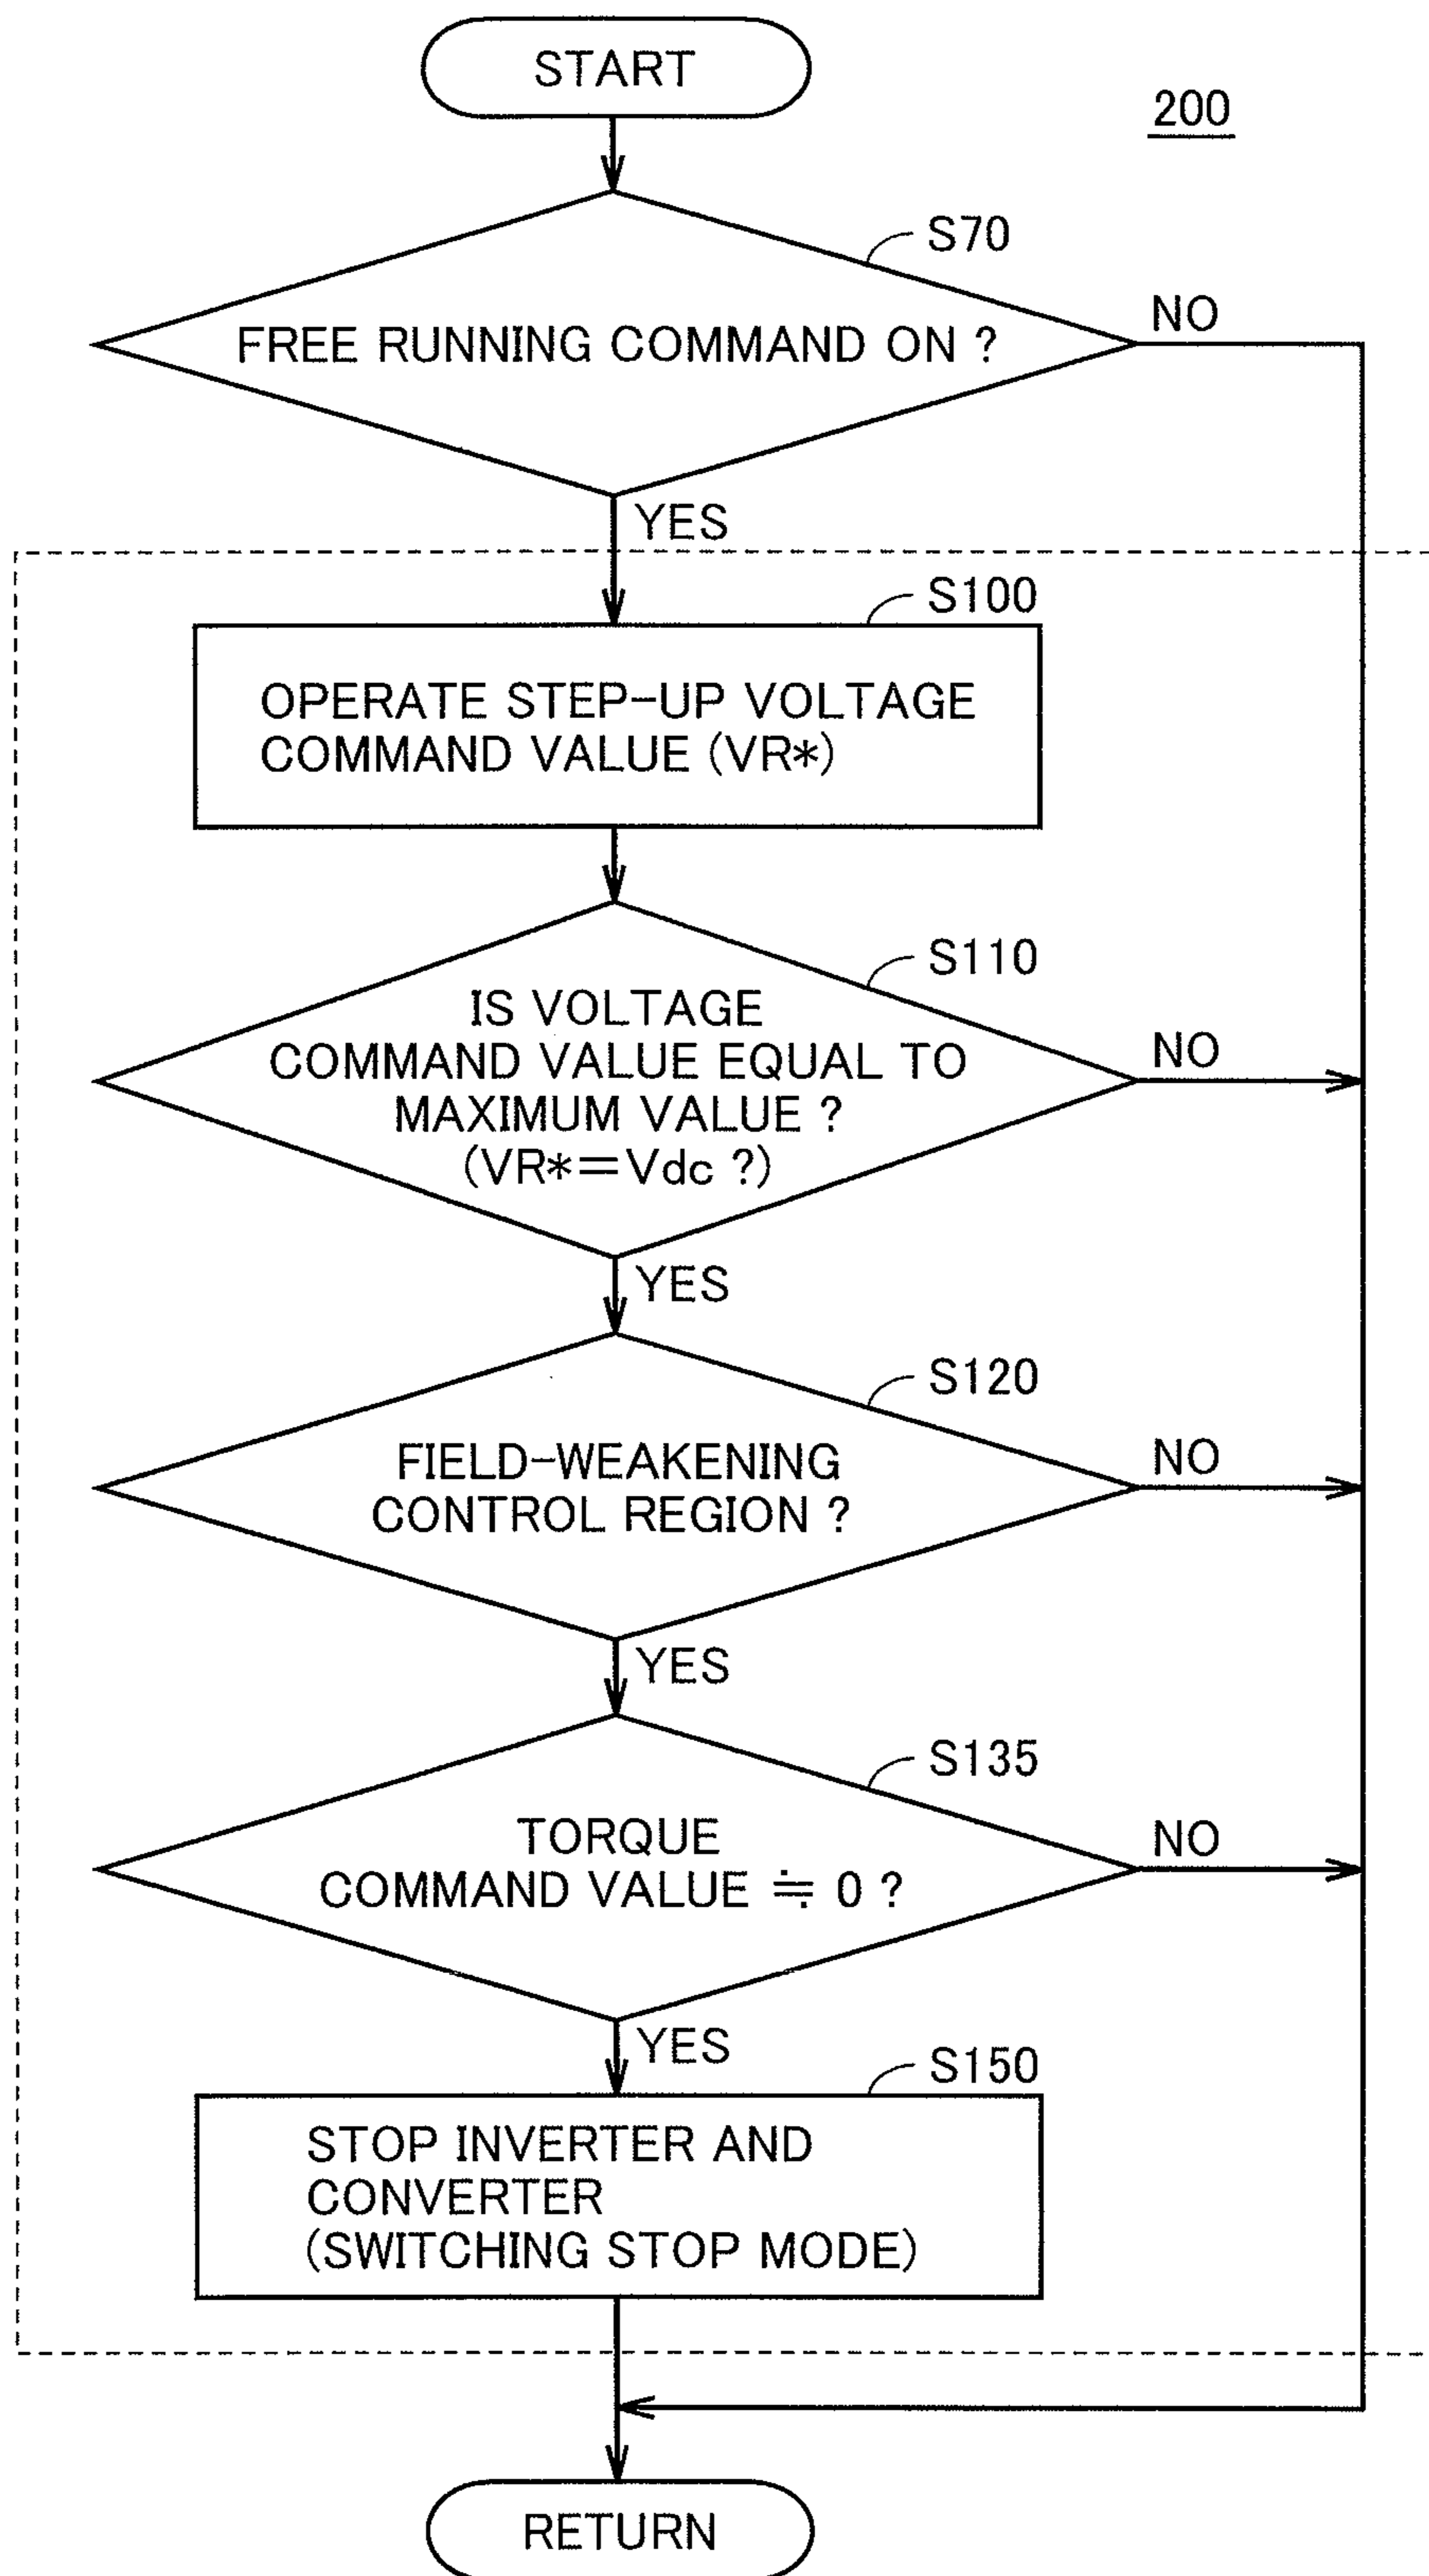 START
200
S70
FREE RUNNING COMMAND ON ?
NO
YES
S100
OPERATE STEP-UP VOLTAGE
COMMAND VALUE (VR*)
S110
IS VOLTAGE
COMMAND VALUE EQUAL TO
MAXIMUM VALUE ?
(VR*=Vdc ?)
NO
YES
S120
FIELD-WEAKENING
CONTROL REGION ?
NO
YES
S135
TORQUE
COMMAND VALUE ≒ 0 ?
NO
YES
S150
STOP INVERTER AND
CONVERTER
(SWITCHING STOP MODE)
RETURN